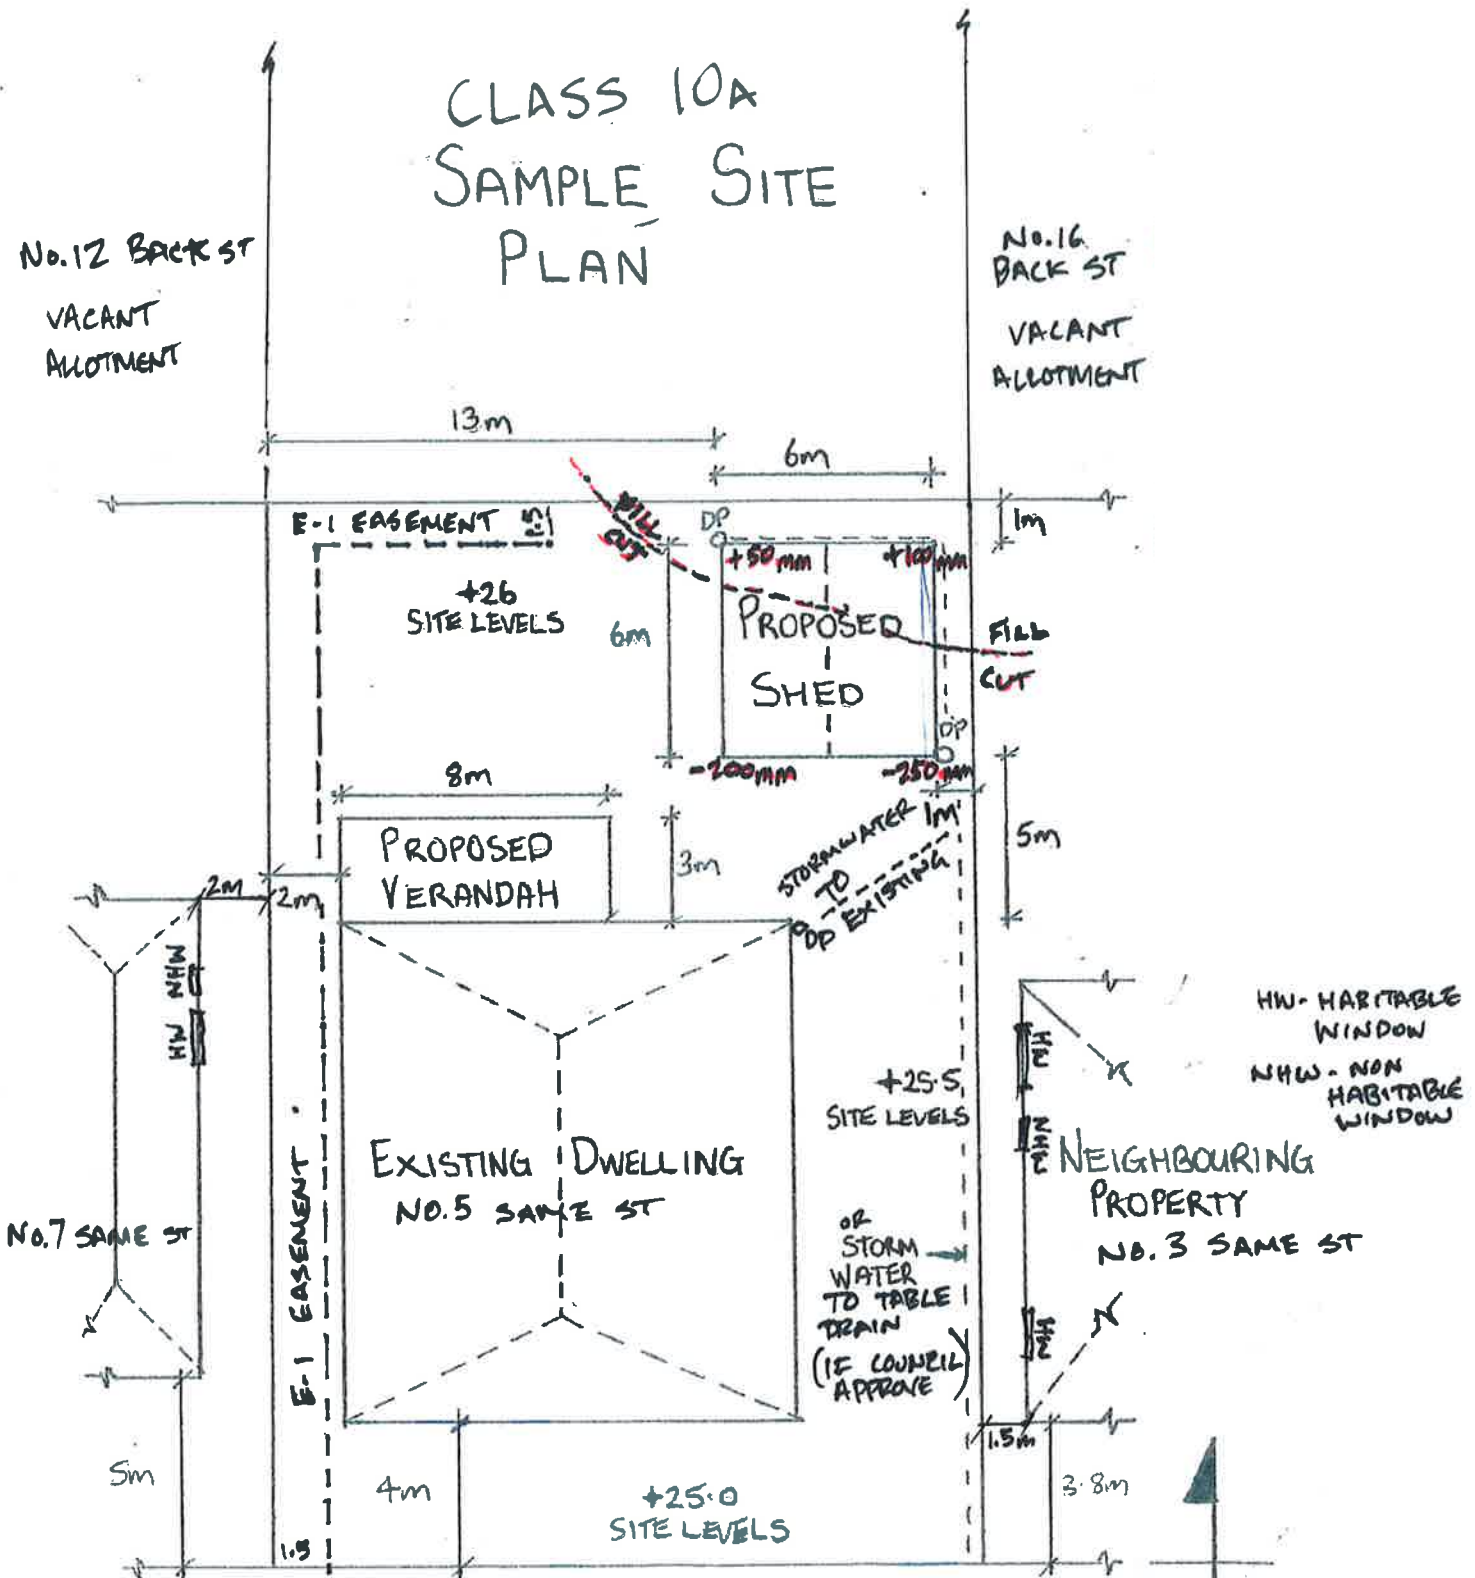 CLASS 10A
SAMPLE SITE
PLAN
No.12 BACK ST
VACANT
ALLOTMENT
No.16
BACK ST
VACANT
ALLOTMENT
13m
6m
1m
E-1 EASEMENT
1.5
FILL
CUT
DP
+50mm
+100mm
+26
SITE LEVELS
6m
PROPOSED
SHED
FILL
CUT
DP
-200mm
-250mm
8m
1m
5m
PROPOSED
VERANDAH
3m
STORMWATER
TO
EXISTING
DP
2m
2m
NHW
HW
HW
NHW
HW
HW- HABITABLE
WINDOW
NHW- NON
HABITABLE
WINDOW
+25.5
SITE LEVELS
EXISTING DWELLING
No.5 SAME ST
NEIGHBOURING
PROPERTY
No. 3 SAME ST
No.7 SAME ST
E-1 EASEMENT
OR
STORM
WATER
TO TABLE
DRAIN
(IF COUNCIL
APPROVE)
1.5m
5m
4m
3.8m
+25.0
SITE LEVELS
1.5